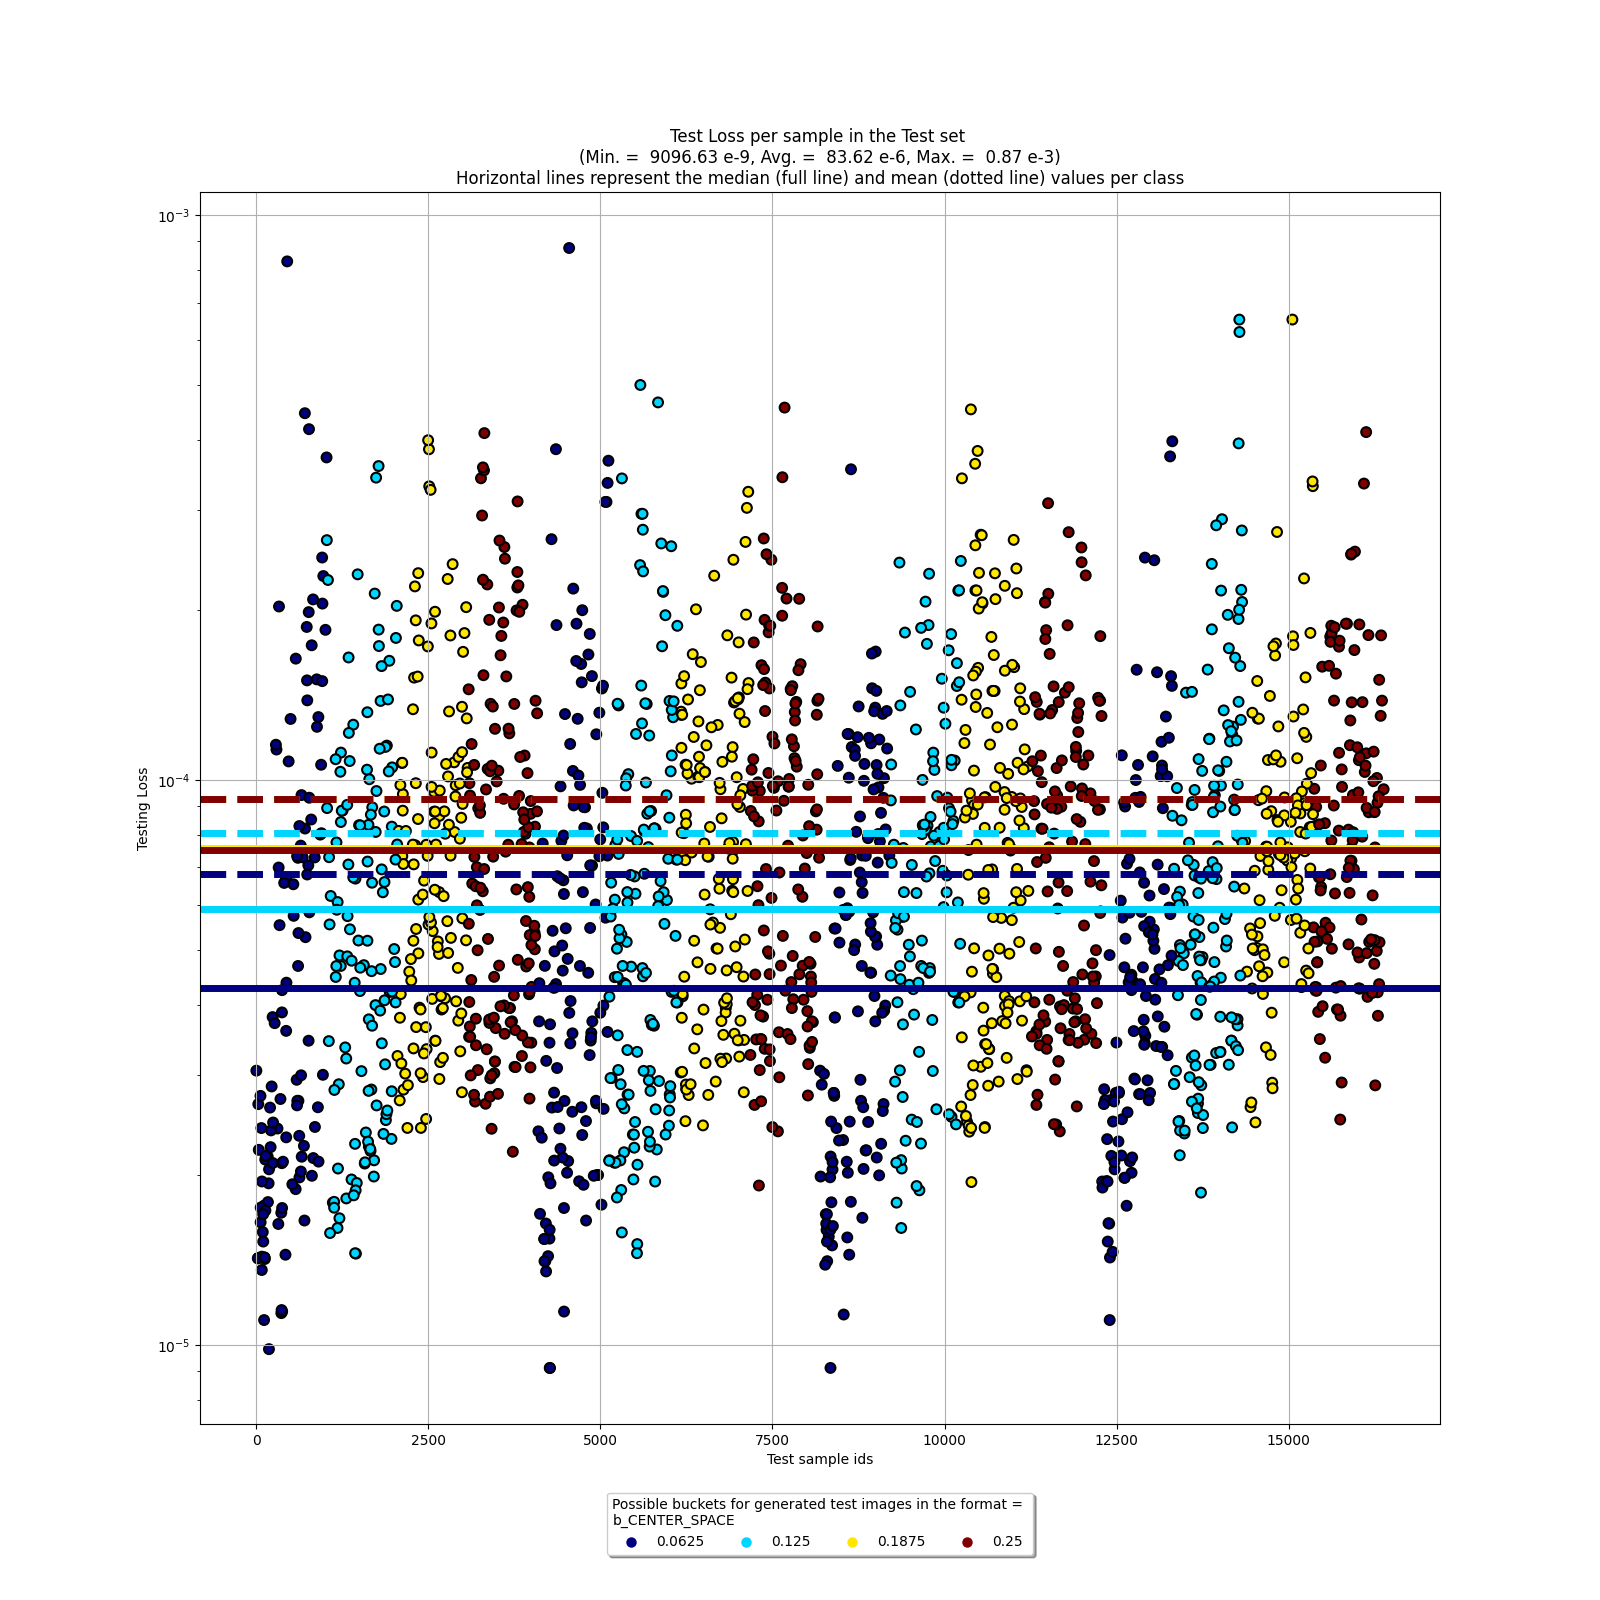 Test Loss per sample in the Test set
(Min. =  9096.63 e-9, Avg. =  83.62 e-6, Max. =  0.87 e-3)
Horizontal lines represent the median (full line) and mean (dotted line) values per class
10⁻³
10⁻⁴
10⁻⁵
Testing Loss
0 2500 5000 7500 10000 12500 15000
Test sample ids
Possible buckets for generated test images in the format =
b_CENTER_SPACE
0.0625 0.125 0.1875 0.25